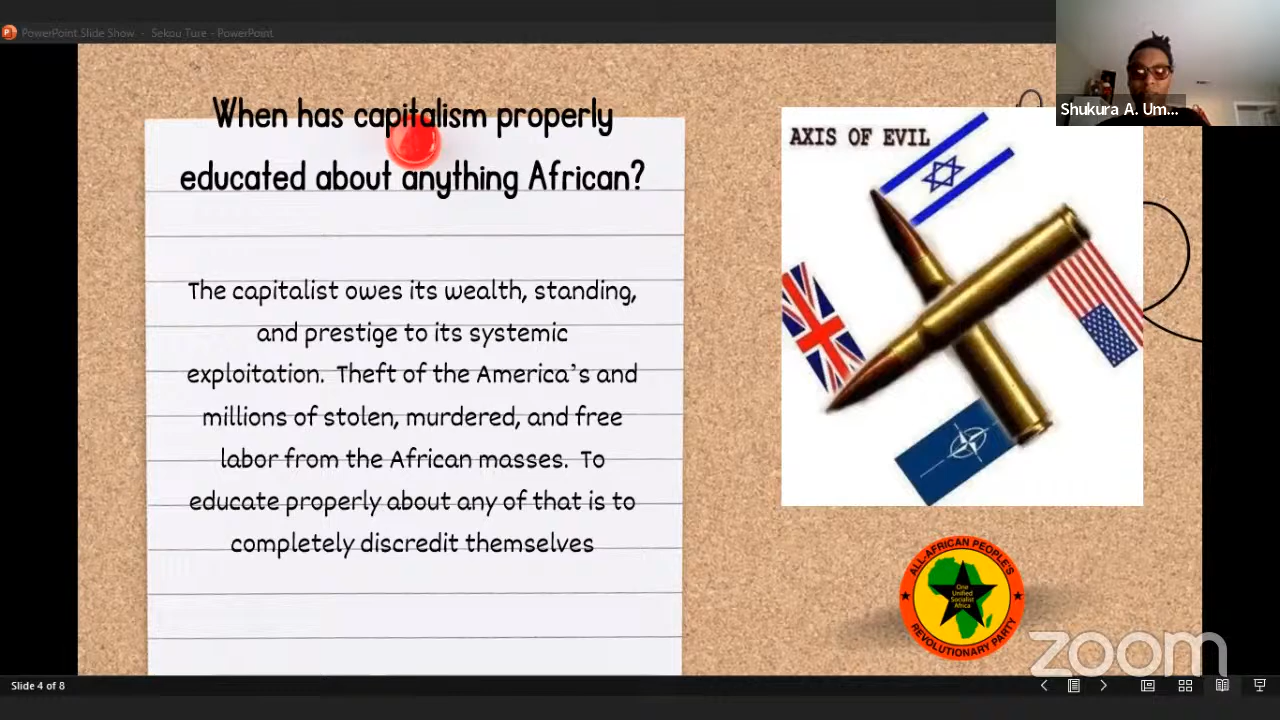 PowerPoint Slide Show - Sekou Ture - PowerPoint
Shukura A. Um...
When has capitalism properly
educated about anything African?
The capitalist owes its wealth, standing,
and prestige to its systemic
exploitation. Theft of the America's and
millions of stolen, murdered, and free
labor from the African masses. To
educate properly about any of that is to
completely discredit themselves
AXIS OF EVIL
ALL-AFRICAN PEOPLE'S
One
Unified
Socialist
Africa
REVOLUTIONARY PARTY
zoom
Slide 4 of 8